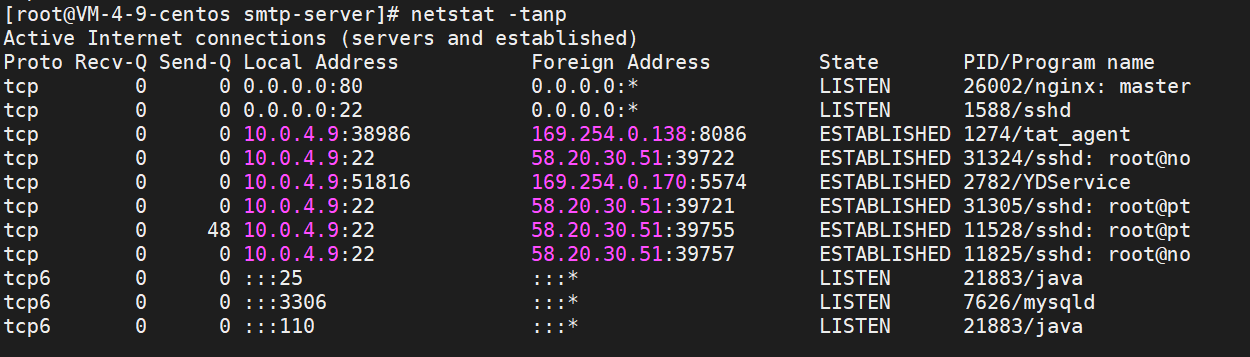 [root@VM-4-9-centos smtp-server]# netstat -tanp
Active Internet connections (servers and established)
Proto Recv-Q Send-Q Local Address           Foreign Address         State       PID/Program name
tcp        0      0 0.0.0.0:80              0.0.0.0:*               LISTEN      26002/nginx: master
tcp        0      0 0.0.0.0:22              0.0.0.0:*               LISTEN      1588/sshd
tcp        0      0 10.0.4.9:38986          169.254.0.138:8086      ESTABLISHED 1274/tat_agent
tcp        0      0 10.0.4.9:22             58.20.30.51:39722       ESTABLISHED 31324/sshd: root@no
tcp        0      0 10.0.4.9:51816          169.254.0.170:5574      ESTABLISHED 2782/YDService
tcp        0      0 10.0.4.9:22             58.20.30.51:39721       ESTABLISHED 31305/sshd: root@pt
tcp        0     48 10.0.4.9:22             58.20.30.51:39755       ESTABLISHED 11528/sshd: root@pt
tcp        0      0 10.0.4.9:22             58.20.30.51:39757       ESTABLISHED 11825/sshd: root@no
tcp6       0      0 :::25                   :::*                    LISTEN      21883/java
tcp6       0      0 :::3306                 :::*                    LISTEN      7626/mysqld
tcp6       0      0 :::110                  :::*                    LISTEN      21883/java